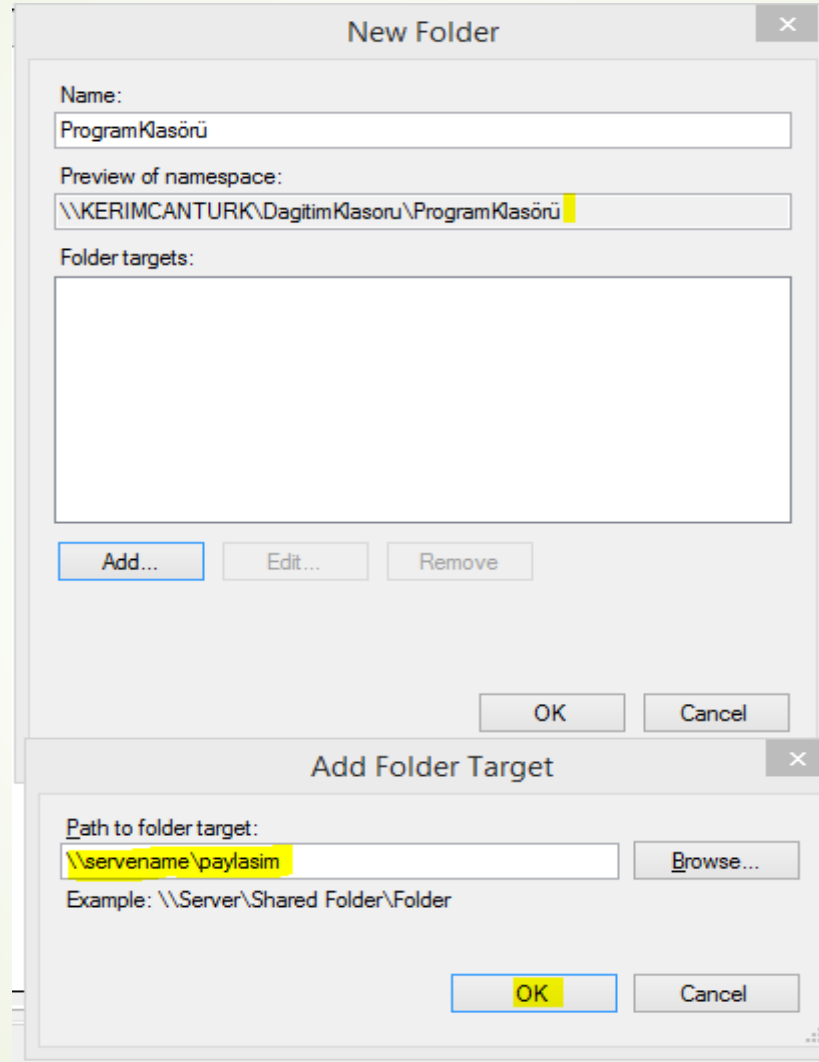 New Folder
Name:
ProgramKlasörü
Preview of namespace:
\\KERIMCANTURK\DagitimKlasoru\ProgramKlasörü
Folder targets:
Add... Edit... Remove
OK Cancel
Add Folder Target
Path to folder target:
\\servename\paylasim Browse...
Example: \\Server\Shared Folder\Folder
OK Cancel